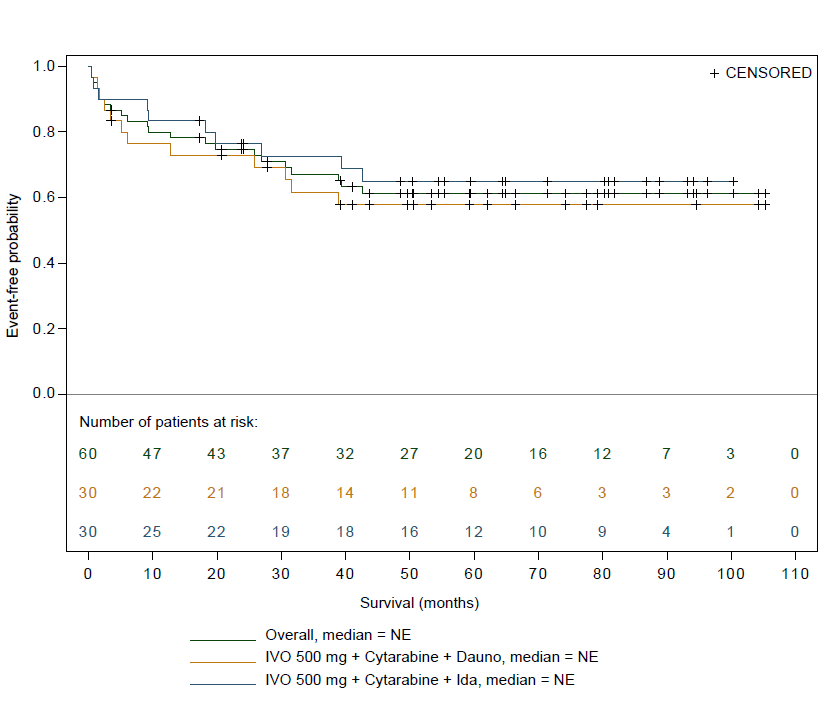 + CENSORED
1.0
0.8
0.6
0.4
0.2
0.0
Event-free probability
Number of patients at risk:
60 47 43 37 32 27 20 16 12 7 3 0
30 22 21 18 14 11 8 6 3 3 2 0
30 25 22 19 18 16 12 10 9 4 1 0
0 10 20 30 40 50 60 70 80 90 100 110
Survival (months)
Overall, median = NE
IVO 500 mg + Cytarabine + Dauno, median = NE
IVO 500 mg + Cytarabine + Ida, median = NE